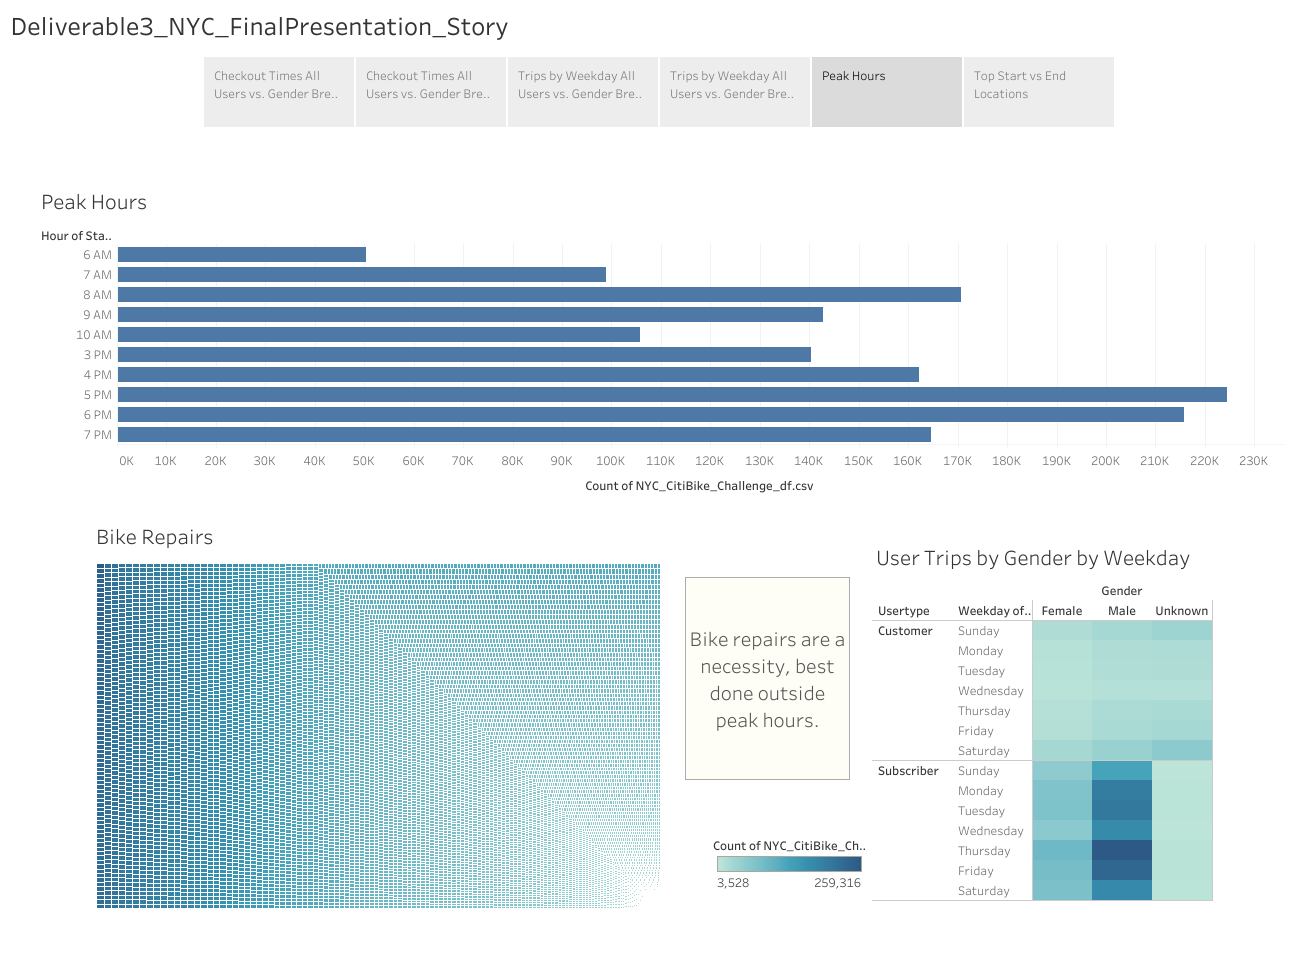 Deliverable3_NYC_FinalPresentation_Story
Checkout Times All
Users vs. Gender Bre..
Checkout Times All
Users vs. Gender Bre..
Trips by Weekday All
Users vs. Gender Bre..
Trips by Weekday All
Users vs. Gender Bre..
Peak Hours
Top Start vs End
Locations
Peak Hours
Hour of Sta..
6 AM
7 AM
8 AM
9 AM
10 AM
3 PM
4 PM
5 PM
6 PM
7 PM
0K 10K 20K 30K 40K 50K 60K 70K 80K 90K 100K 110K 120K 130K 140K 150K 160K 170K 180K 190K 200K 210K 220K 230K
Count of NYC_CitiBike_Challenge_df.csv
Bike Repairs
Bike repairs are a
necessity, best
done outside
peak hours.
Count of NYC_CitiBike_Ch..
3,528 259,316
User Trips by Gender by Weekday
Gender
Usertype Weekday of.. Female Male Unknown
Customer Sunday
Monday
Tuesday
Wednesday
Thursday
Friday
Saturday
Subscriber Sunday
Monday
Tuesday
Wednesday
Thursday
Friday
Saturday